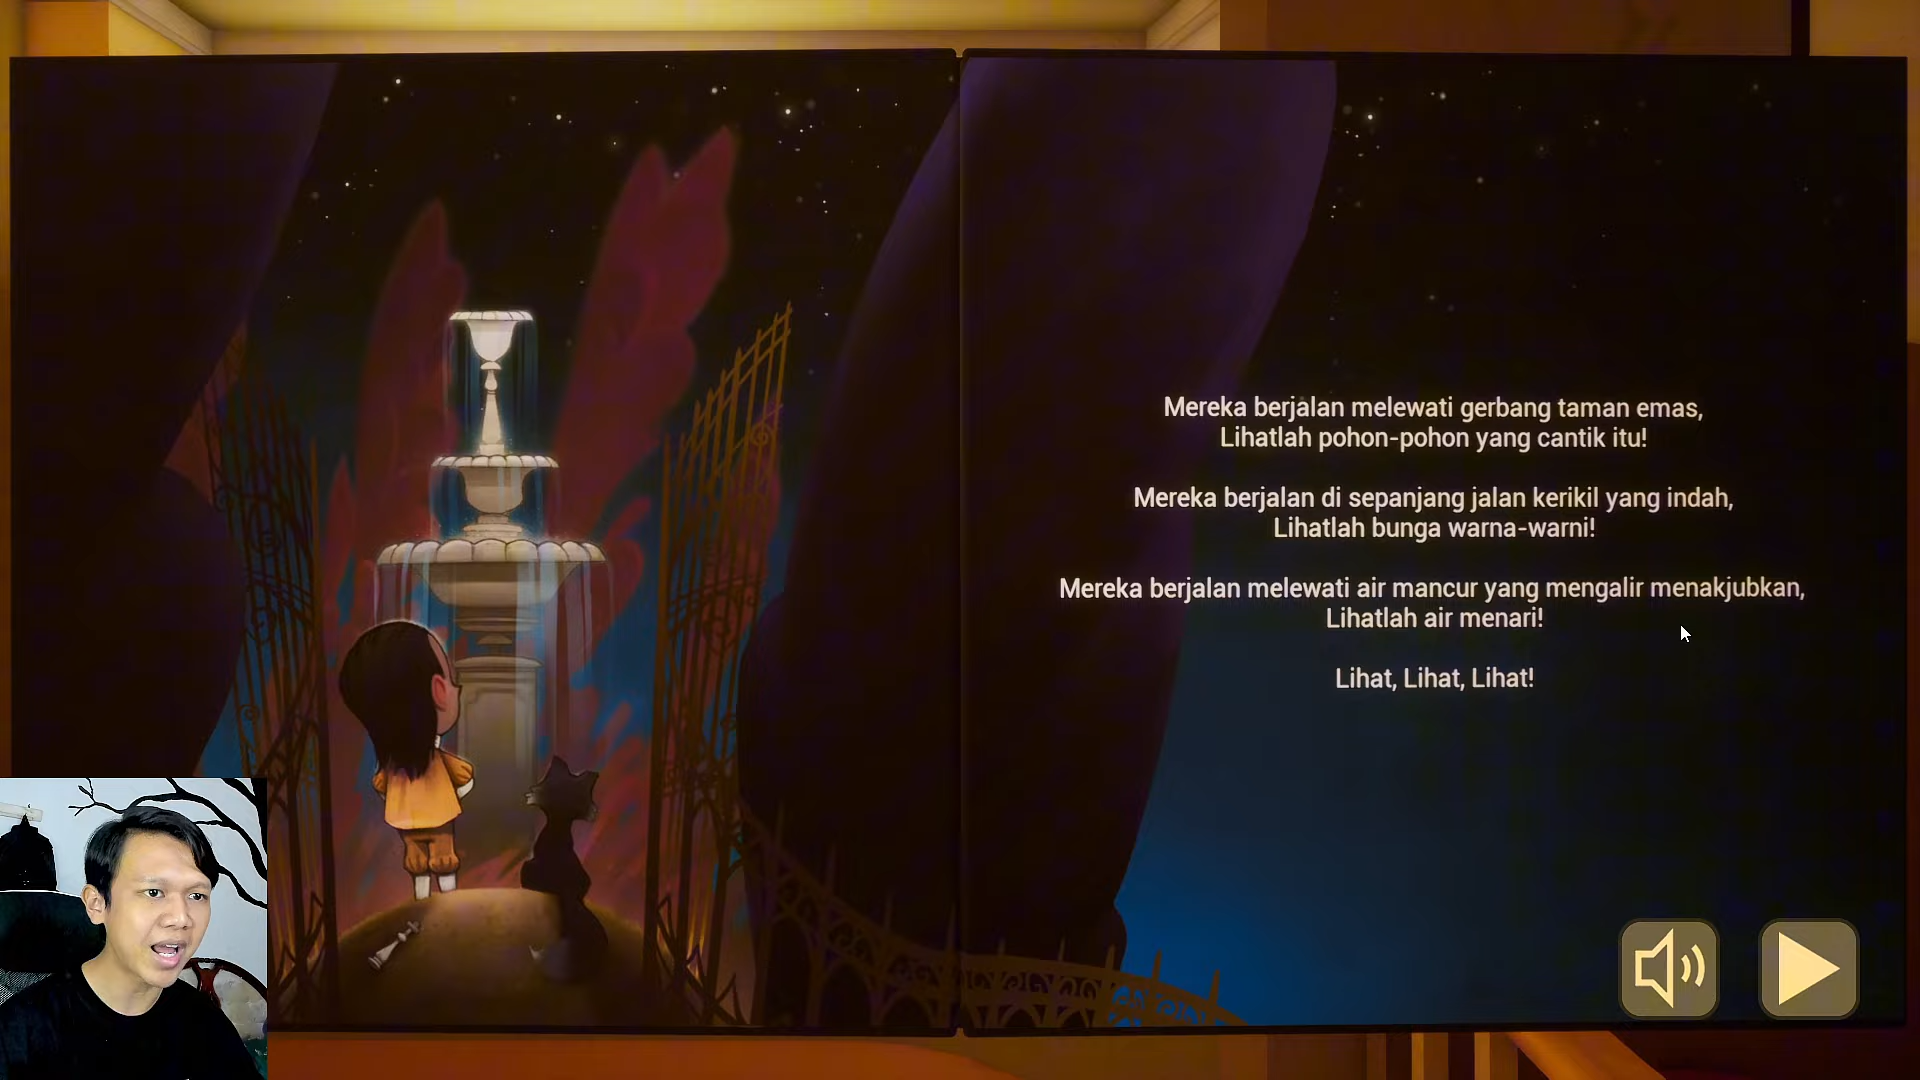 Mereka berjalan melewati gerbang taman emas,
Lihatlah pohon-pohon yang cantik itu!
Mereka berjalan di sepanjang jalan kerikil yang indah,
Lihatlah bunga warna-warni!
Mereka berjalan melewati air mancur yang mengalir menakjubkan,
Lihatlah air menari!
Lihat, Lihat, Lihat!